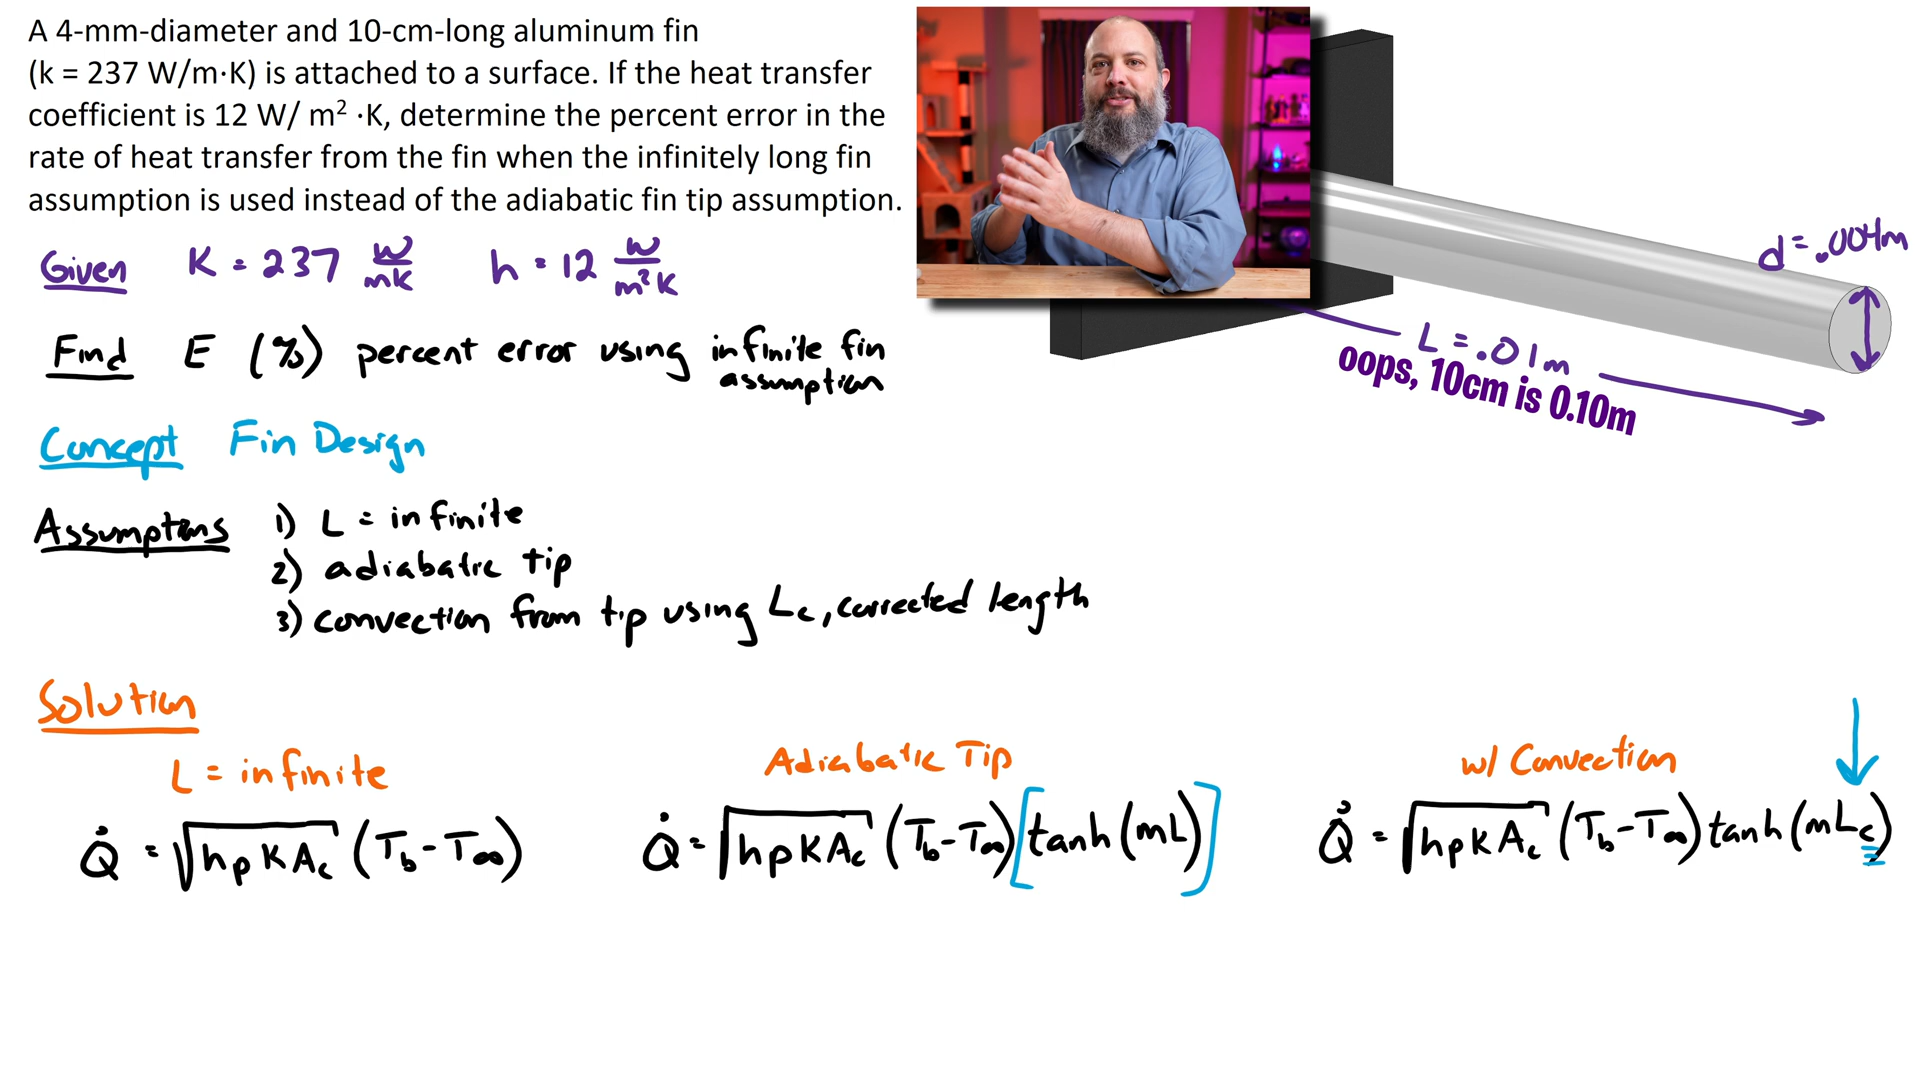 A 4-mm-diameter and 10-cm-long aluminum fin
(k = 237 W/m·K) is attached to a surface. If the heat transfer
coefficient is 12 W/ m² ·K, determine the percent error in the
rate of heat transfer from the fin when the infinitely long fin
assumption is used instead of the adiabatic fin tip assumption.
Given K = 237 W/mK h = 12 W/m²K
d = .004m
L = .01m
oops, 10cm is 0.10m
Find E (%) percent error using infinite fin
assumption
Concept Fin Design
Assumptons 1) L = infinite
2) adiabatic tip
3) convection from tip using Lc, corrected length
Solution
L = infinite
Q̇ = √hpKAc (Tb-T∞)
Adiabatic Tip
Q̇ = √hpKAc (Tb-T∞)[tanh(mL)]
w/ Convection
Q̇ = √hpKAc (Tb-T∞)tanh(mLc)